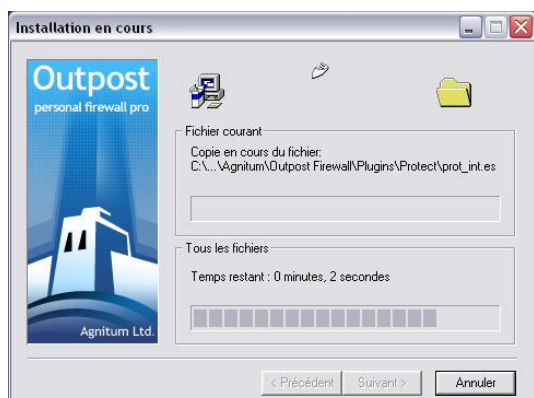 Installation en cours
Outpost
personal firewall pro
Agnitum Ltd.
Fichier courant
Copie en cours du fichier:
C:\...\Agnitum\Outpost Firewall\Plugins\Protect\prot_int.es
Tous les fichiers
Temps restant : 0 minutes, 2 secondes
< Précédent
Suivant >
Annuler